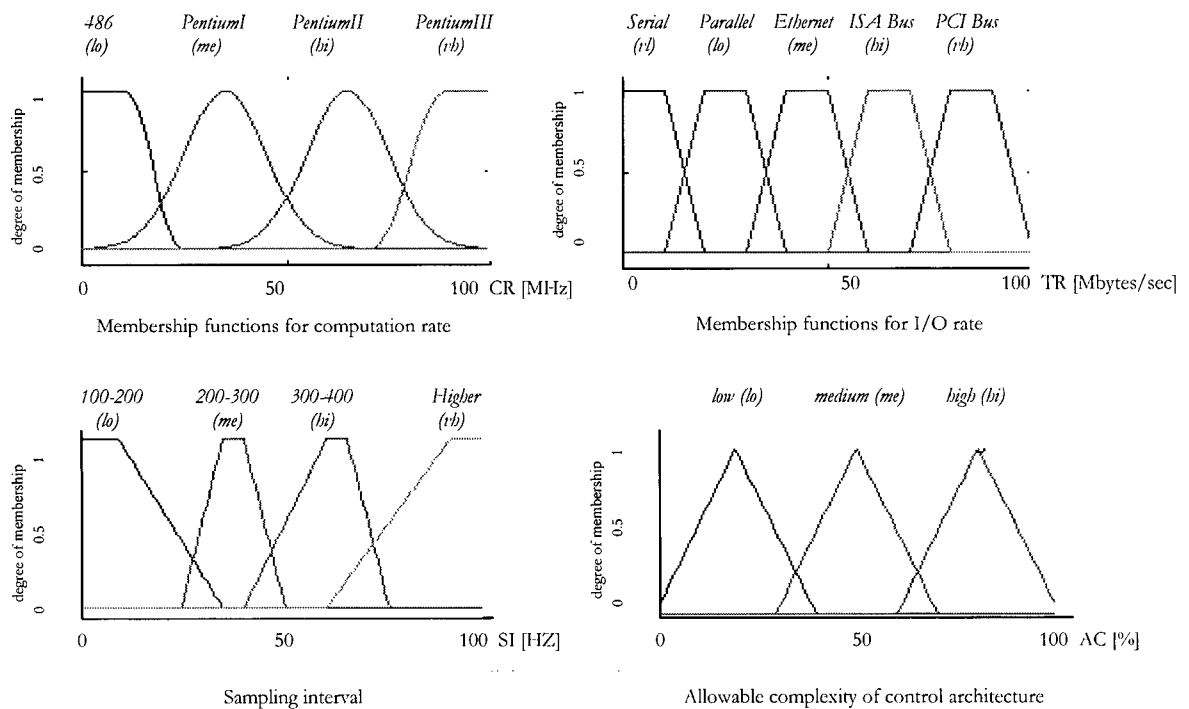 486 PentiumI PentiumII PentiumIII
(lo) (me) (hi) (vh)
degree of membership
1
0.5
0
0 50 100 CR [MHz]
Membership functions for computation rate
Serial Parallel Ethernet ISA Bus PCI Bus
(vl) (lo) (me) (hi) (vh)
degree of membership
1
0.5
0
0 50 100 TR [Mbytes/sec]
Membership functions for I/O rate
100-200 200-300 300-400 Higher
(lo) (me) (hi) (vh)
degree of membership
1
0.5
0
0 50 100 SI [HZ]
Sampling interval
low (lo) medium (me) high (hi)
degree of membership
1
0.5
0
0 50 100 AC [%]
Allowable complexity of control architecture